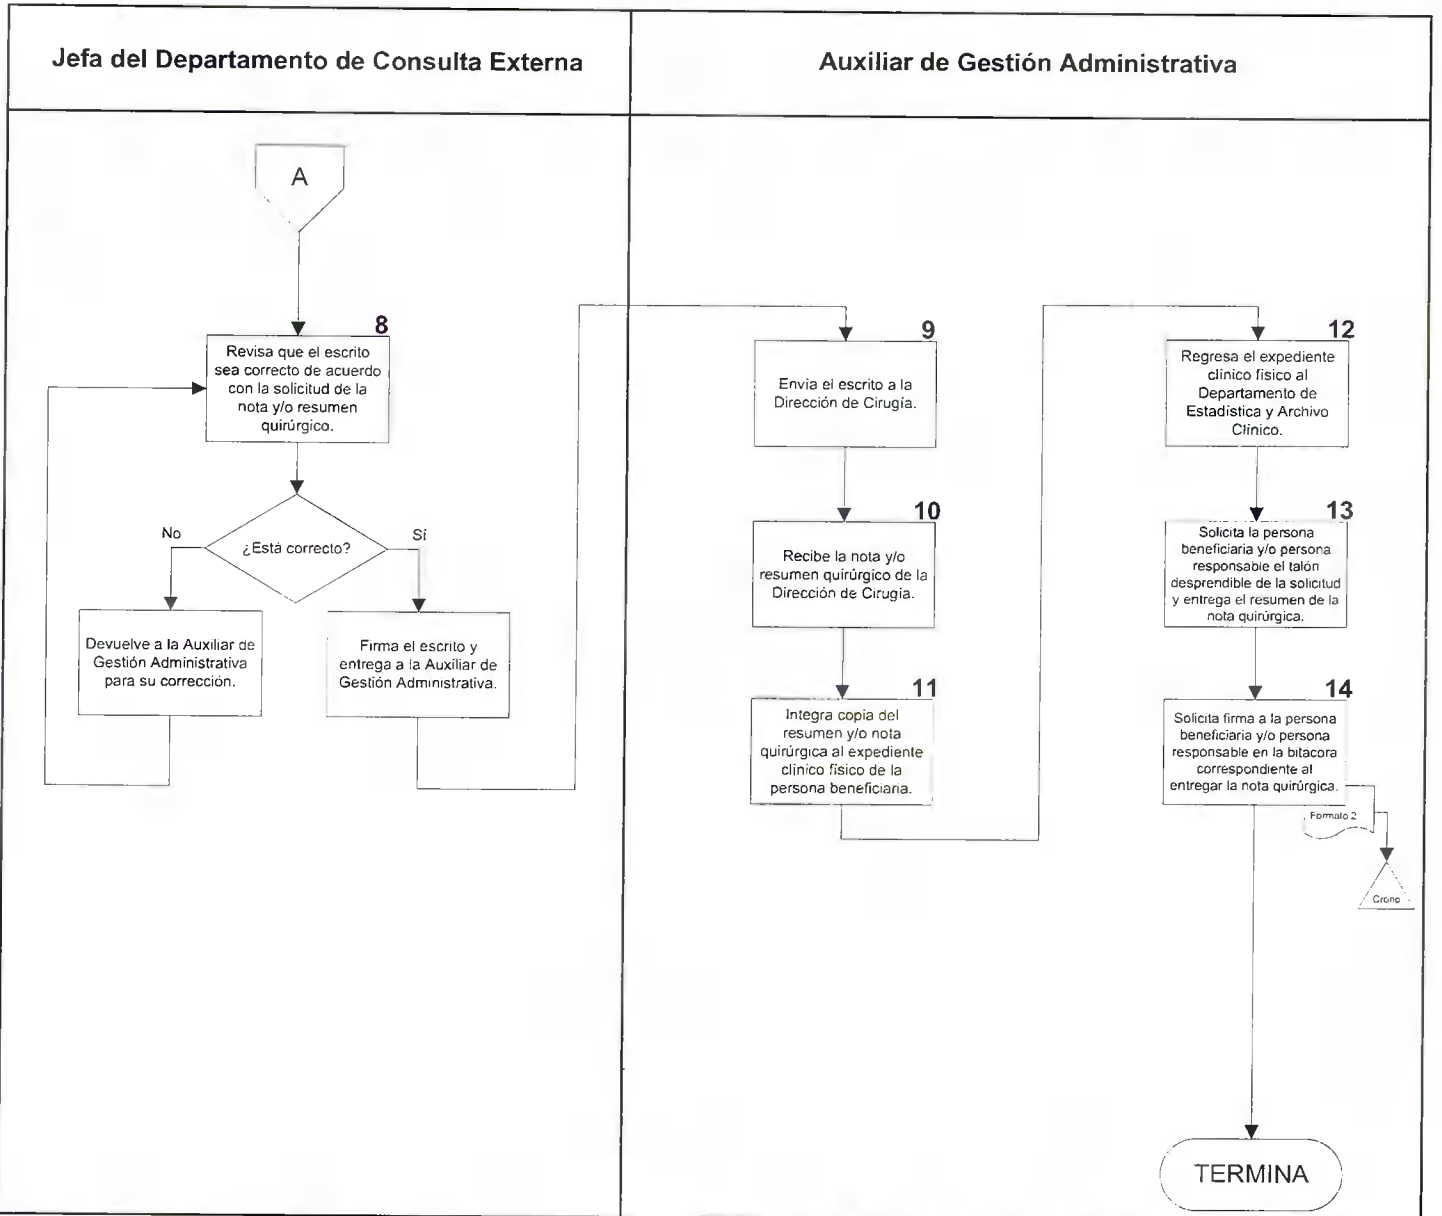 Jefa del Departamento de Consulta Externa
Auxiliar de Gestión Administrativa
A
8
Revisa que el escrito
sea correcto de acuerdo
con la solicitud de la
nota y/o resumen
quirúrgico.
¿Está correcto?
No
Sí
Devuelve a la Auxiliar de
Gestión Administrativa
para su corrección.
Firma el escrito y
entrega a la Auxiliar de
Gestión Administrativa.
9
Envía el escrito a la
Dirección de Cirugía.
10
Recibe la nota y/o
resumen quirúrgico de la
Dirección de Cirugía.
11
Integra copia del
resumen y/o nota
quirúrgica al expediente
clínico físico de la
persona beneficiaria.
12
Regresa el expediente
clínico físico al
Departamento de
Estadística y Archivo
Clínico.
13
Solicita la persona
beneficiaria y/o persona
responsable el talón
desprendible de la solicitud
y entrega el resumen de la
nota quirúrgica.
14
Solicita firma a la persona
beneficiaria y/o persona
responsable en la bitácora
correspondiente al
entregar la nota quirúrgica.
Formato 2
Crono
TERMINA